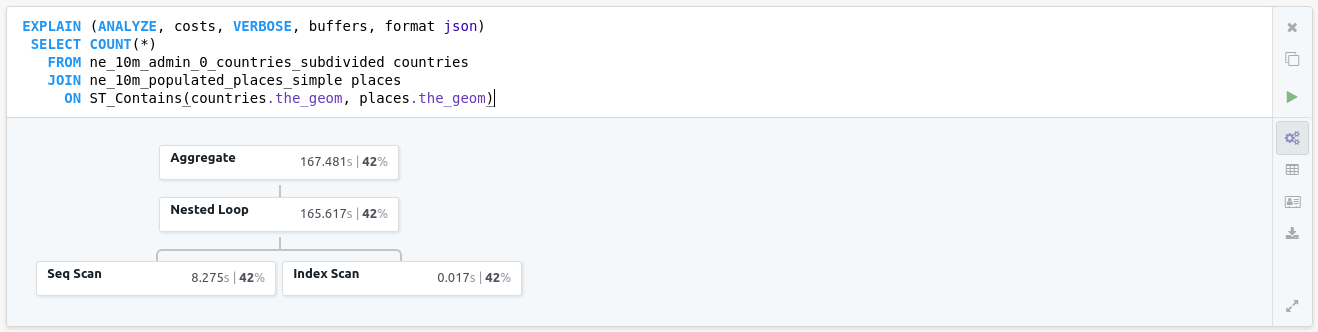 EXPLAIN (ANALYZE, costs, VERBOSE, buffers, format json)
SELECT COUNT(*)
FROM ne_10m_admin_0_countries_subdivided countries
JOIN ne_10m_populated_places_simple places
ON ST_Contains(countries.the_geom, places.the_geom)
Aggregate 167.481s | 42%
Nested Loop 165.617s | 42%
Seq Scan 8.275s | 42%
Index Scan 0.017s | 42%